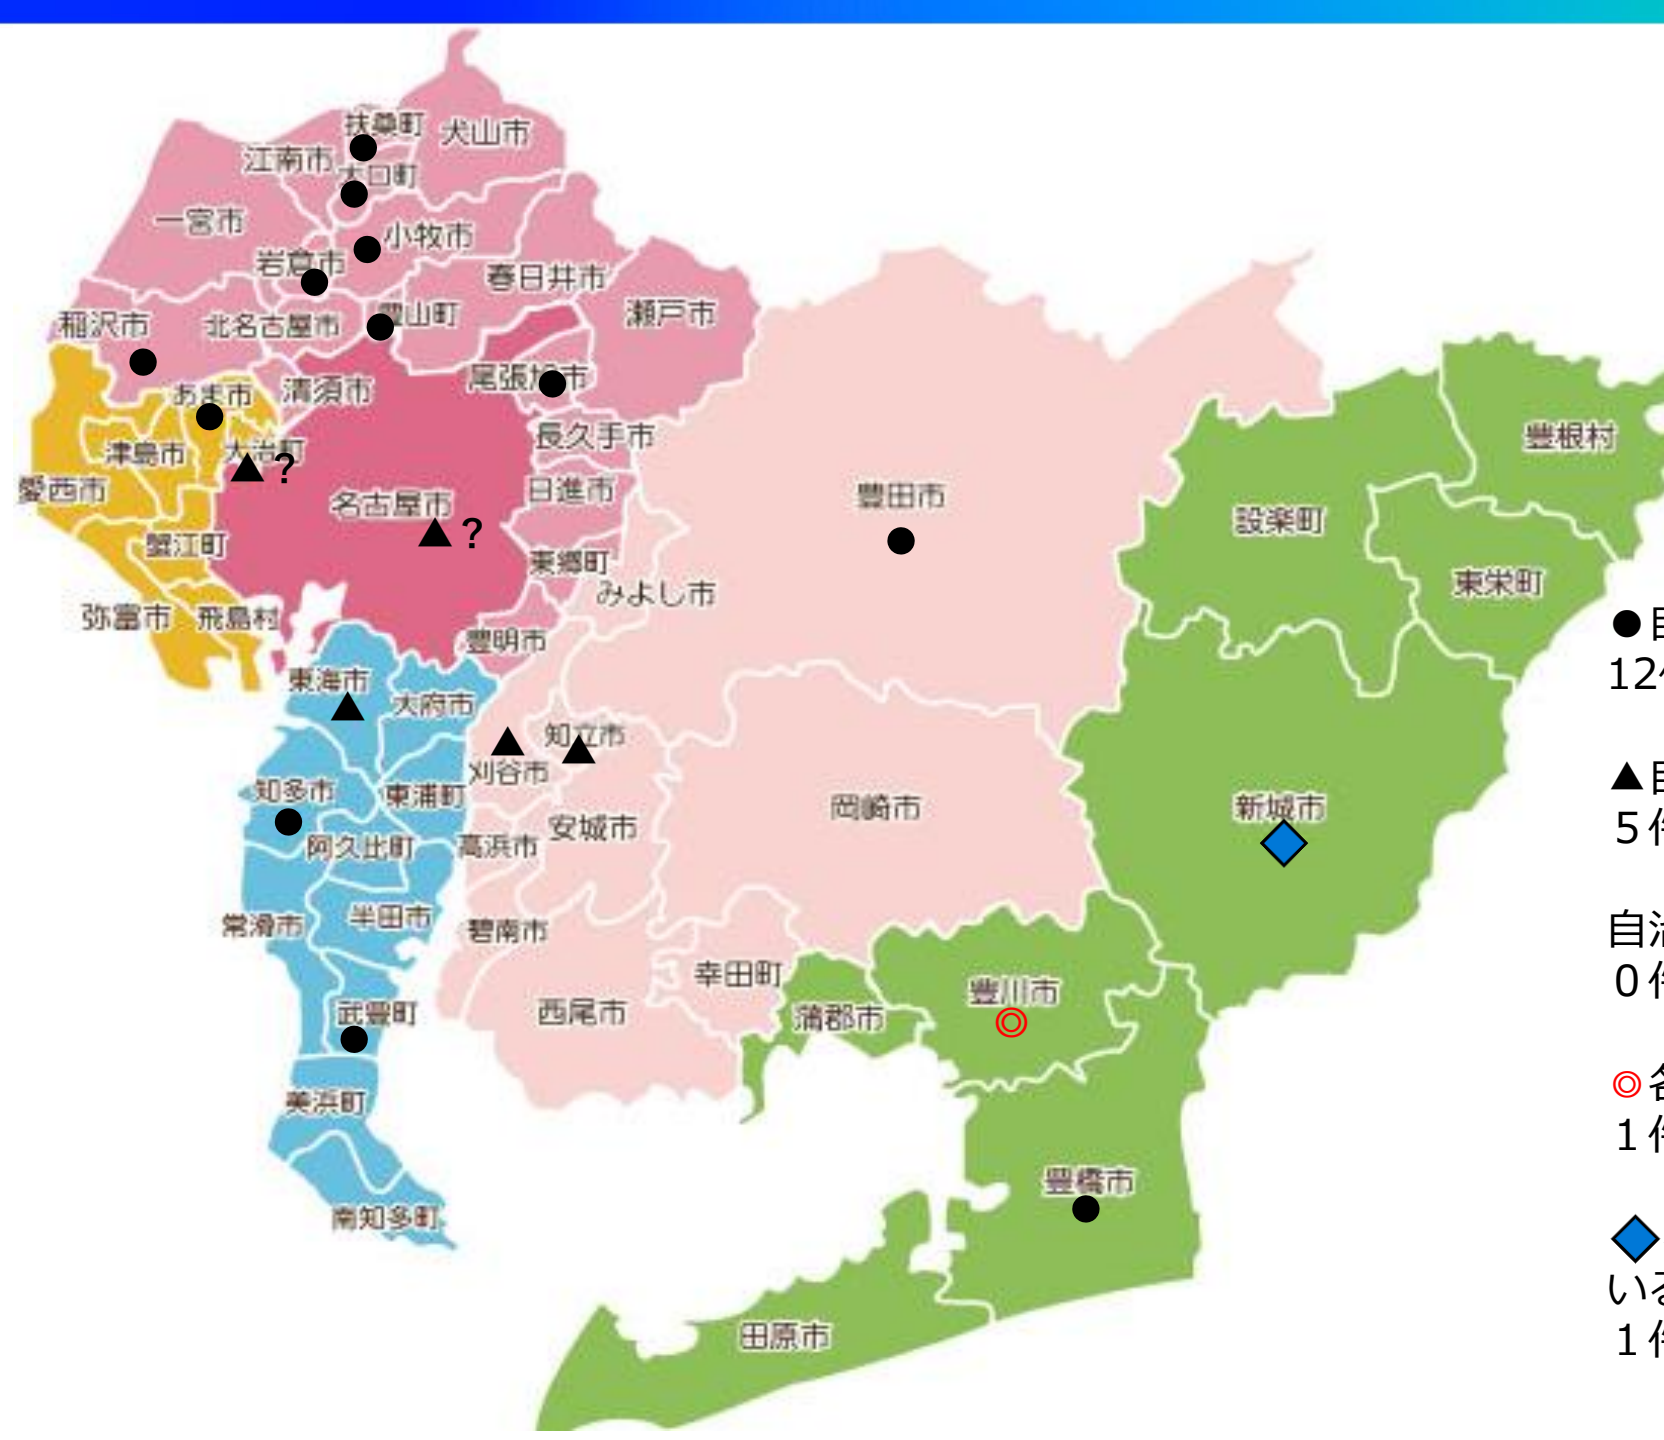 扶桑町
犬山市
江南市
大口町
一宮市
小牧市
岩倉市
春日井市
稲沢市
北名古屋市
豊山町
瀬戸市
尾張旭市
あま市
清須市
長久手市
津島市
大治町
?
愛西市
日進市
名古屋市
?
豊田市
豊根村
設楽町
蟹江町
東郷町
みよし市
東栄町
弥富市
飛島村
豊明市
東海市
大府市
知立市
刈谷市
知多市
東浦町
岡崎市
新城市
安城市
阿久比町
高浜市
常滑市
半田市
碧南市
幸田町
豊川市
西尾市
蒲郡市
武豊町
美浜町
豊橋市
南知多町
田原市
●
12
▲
5件
自治
0件
◎各
1件
◆
いる
1件